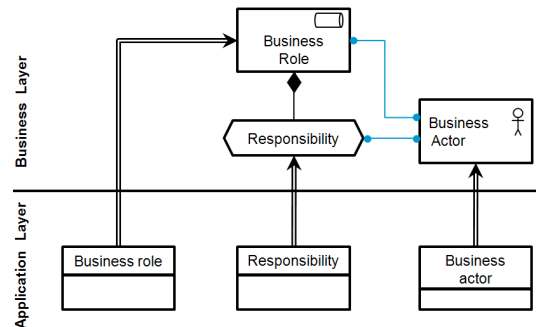 Business Layer
Business
Role
Responsibility
Business
Actor
Application Layer
Business role
Responsibility
Business
actor